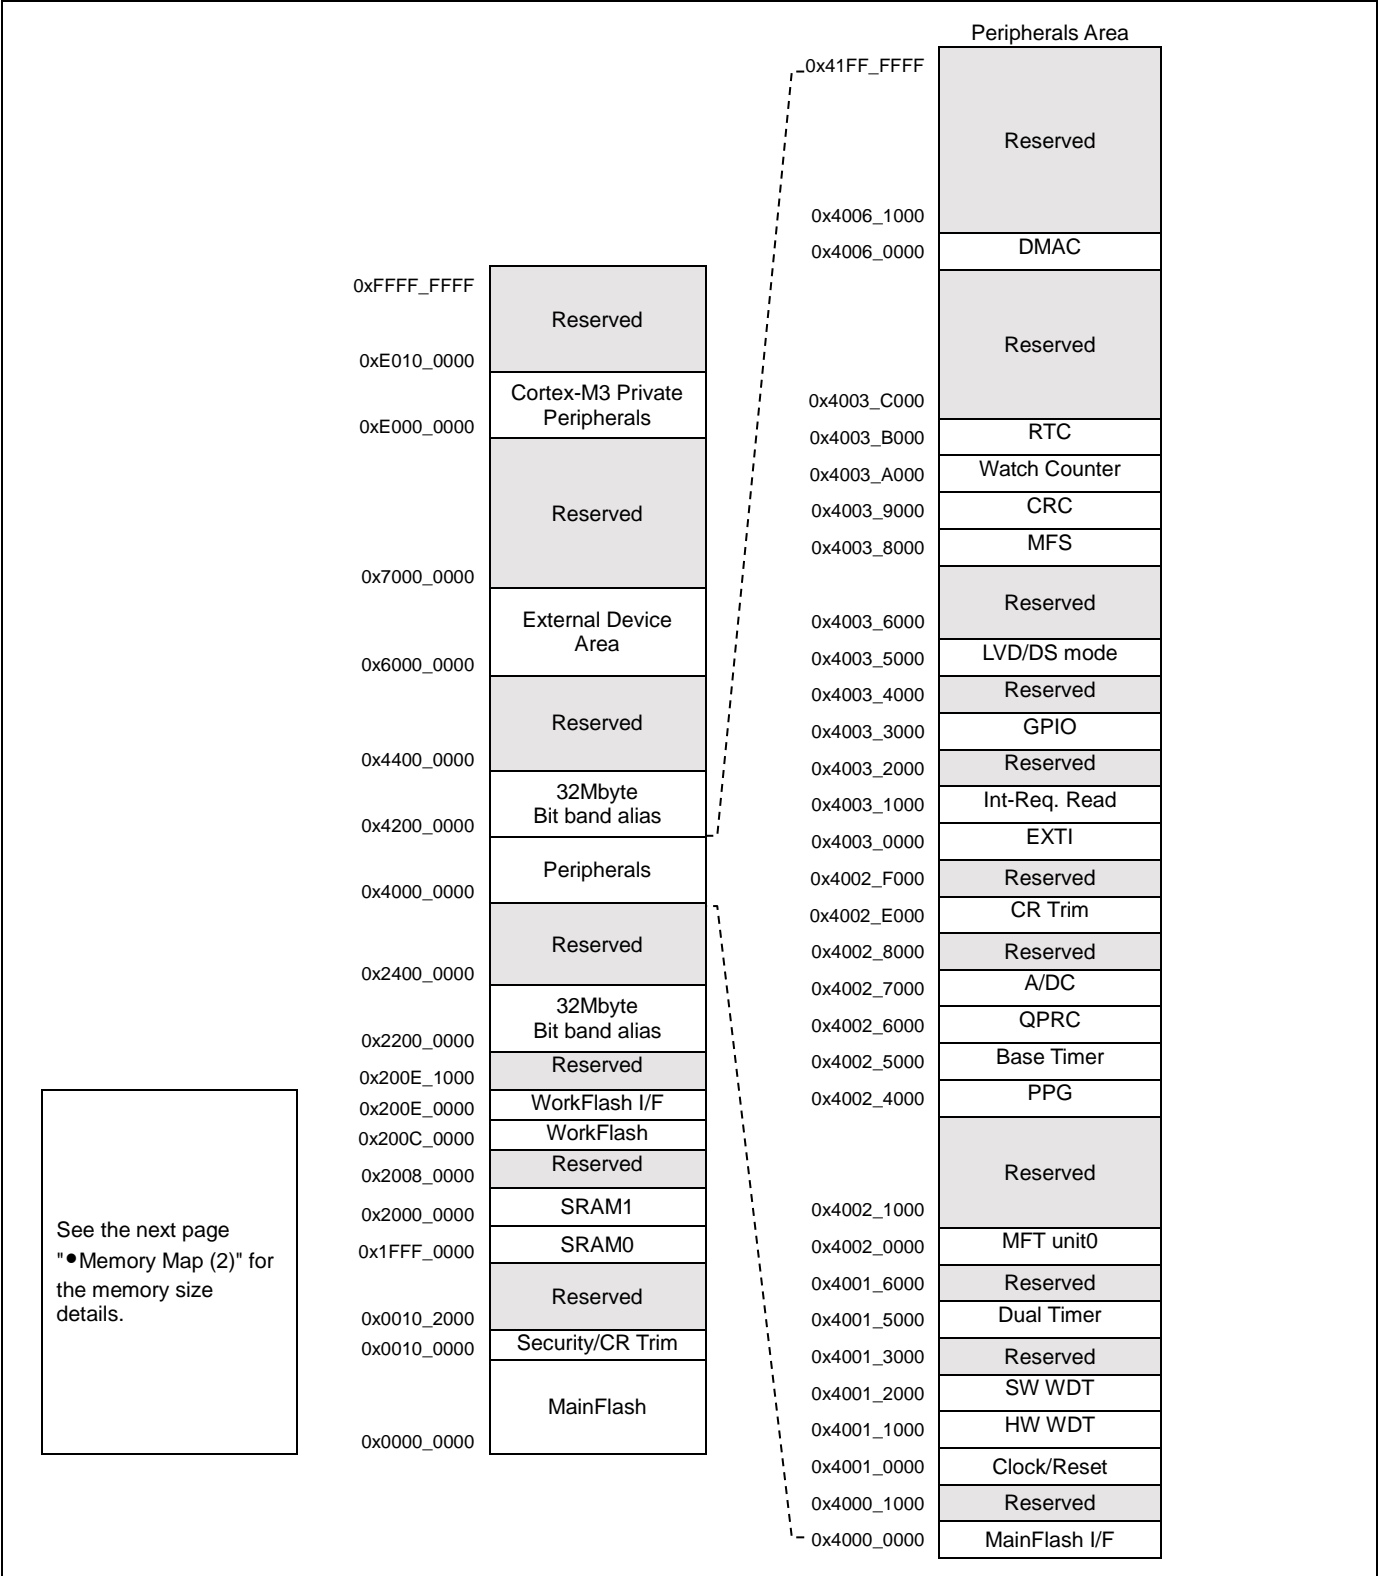 Peripherals Area
0x41FF_FFFF
Reserved
0x4006_1000
0x4006_0000
DMAC
Reserved
0x4003_C000
0x4003_B000
RTC
0x4003_A000
Watch Counter
0x4003_9000
CRC
0x4003_8000
MFS
Reserved
0x4003_6000
0x4003_5000
LVD/DS mode
0x4003_4000
Reserved
0x4003_3000
GPIO
0x4003_2000
Reserved
0x4003_1000
Int-Req. Read
0x4003_0000
EXTI
0x4002_F000
Reserved
0x4002_E000
CR Trim
0x4002_8000
Reserved
0x4002_7000
A/DC
0x4002_6000
QPRC
0x4002_5000
Base Timer
0x4002_4000
PPG
Reserved
0x4002_1000
0x4002_0000
MFT unit0
0x4001_6000
Reserved
0x4001_5000
Dual Timer
0x4001_3000
Reserved
0x4001_2000
SW WDT
0x4001_1000
HW WDT
0x4001_0000
Clock/Reset
0x4000_1000
Reserved
0x4000_0000
MainFlash I/F
0xFFFF_FFFF
Reserved
0xE010_0000
Cortex-M3 Private
Peripherals
0xE000_0000
Reserved
0x7000_0000
External Device
Area
0x6000_0000
Reserved
0x4400_0000
32Mbyte
Bit band alias
0x4200_0000
Peripherals
0x4000_0000
Reserved
0x2400_0000
32Mbyte
Bit band alias
0x2200_0000
Reserved
0x200E_1000
0x200E_0000
WorkFlash I/F
0x200C_0000
WorkFlash
0x2008_0000
Reserved
0x2000_0000
SRAM1
0x1FFF_0000
SRAM0
Reserved
0x0010_2000
0x0010_0000
Security/CR Trim
MainFlash
0x0000_0000
See the next page
"●Memory Map (2)" for
the memory size
details.